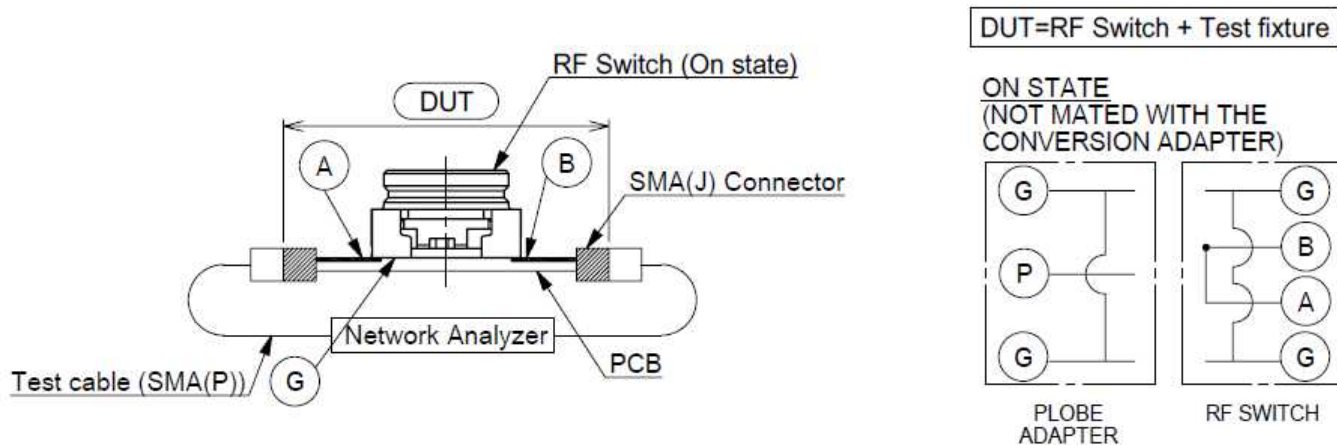 DUT=RF Switch + Test fixture
RF Switch (On state)
DUT
A
B
SMA(J) Connector
Network Analyzer
Test cable (SMA(P))
G
PCB
ON STATE
(NOT MATED WITH THE
CONVERSION ADAPTER)
G
P
G
PLOBE
ADAPTER
G
B
A
G
RF SWITCH